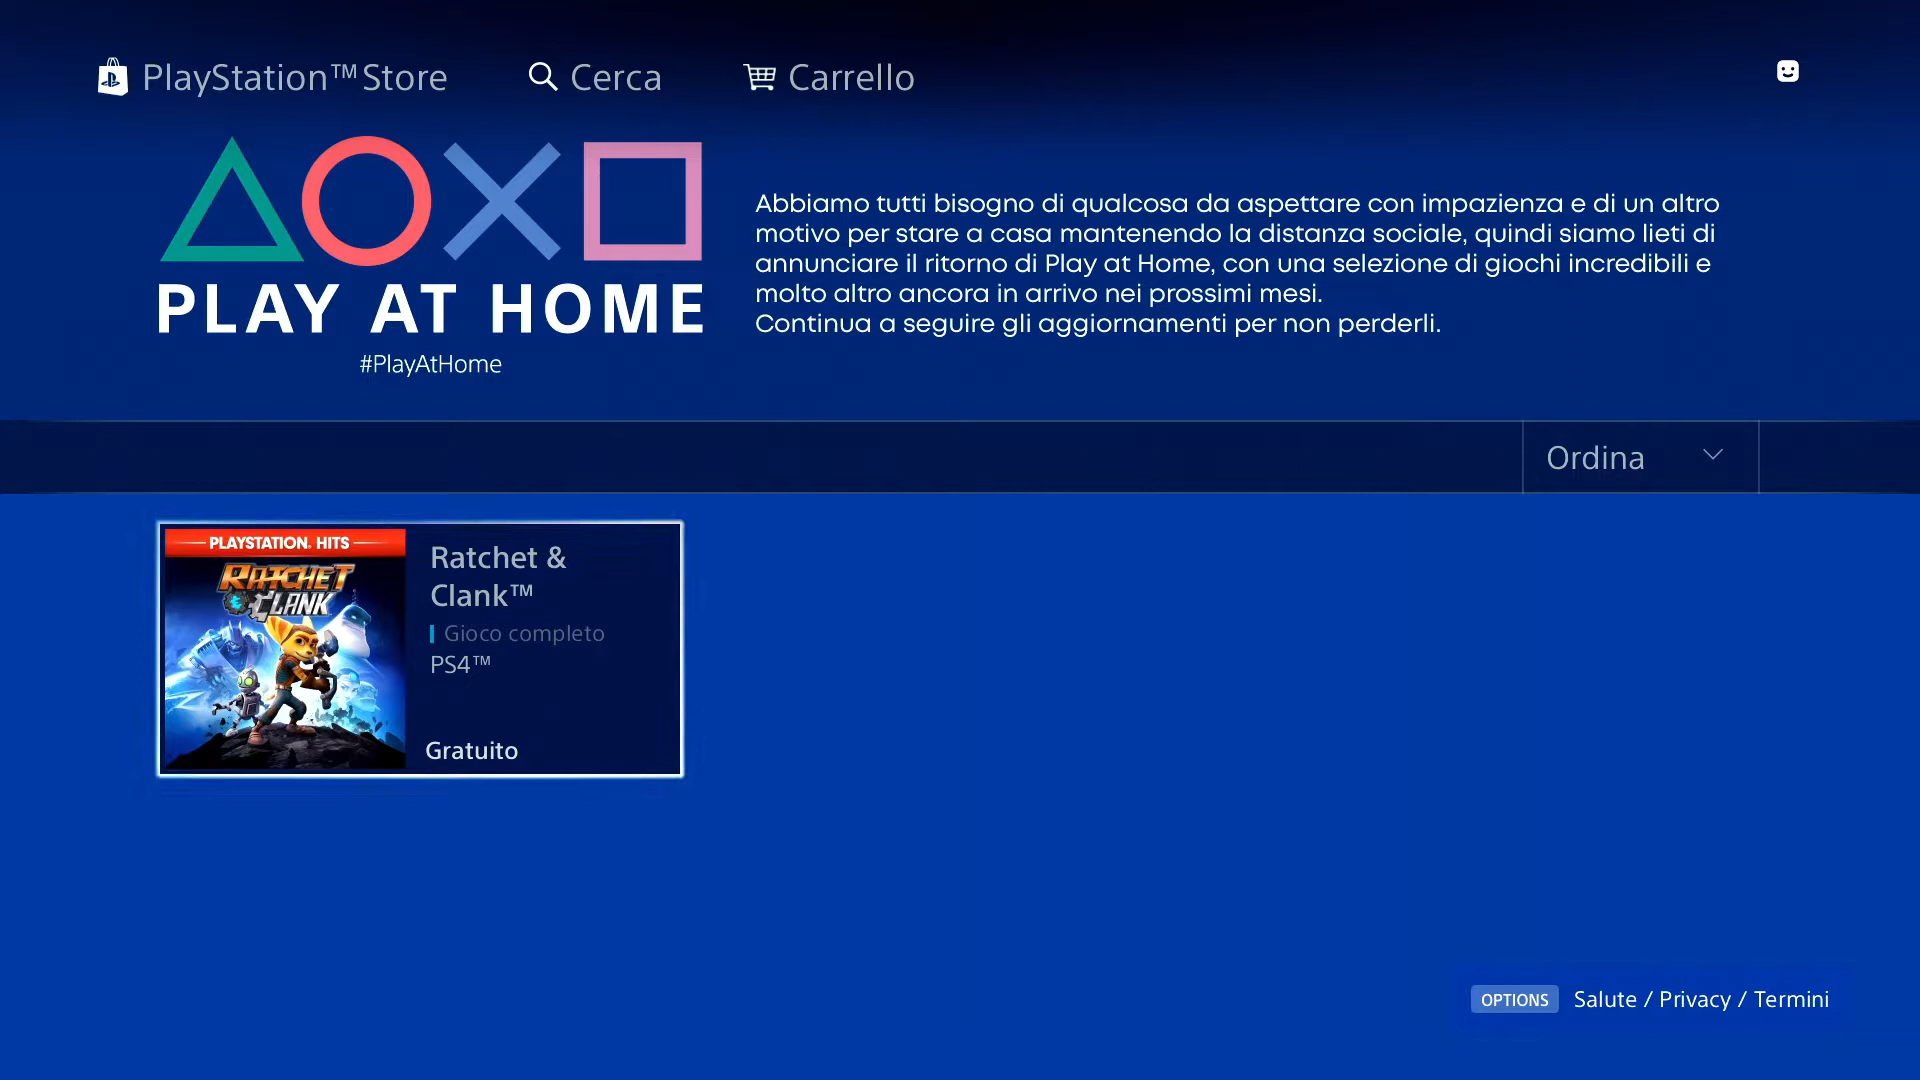 PlayStation™Store
Cerca
Carrello
PLAY AT HOME
#PlayAtHome
Abbiamo tutti bisogno di qualcosa da aspettare con impazienza e di un altro
motivo per stare a casa mantenendo la distanza sociale, quindi siamo lieti di
annunciare il ritorno di Play at Home, con una selezione di giochi incredibili e
molto altro ancora in arrivo nei prossimi mesi.
Continua a seguire gli aggiornamenti per non perderli.
Ordina
PLAYSTATION® HITS
RATCHET
CLANK
Ratchet &
Clank™
Gioco completo
PS4™
Gratuito
OPTIONS Salute / Privacy / Termini